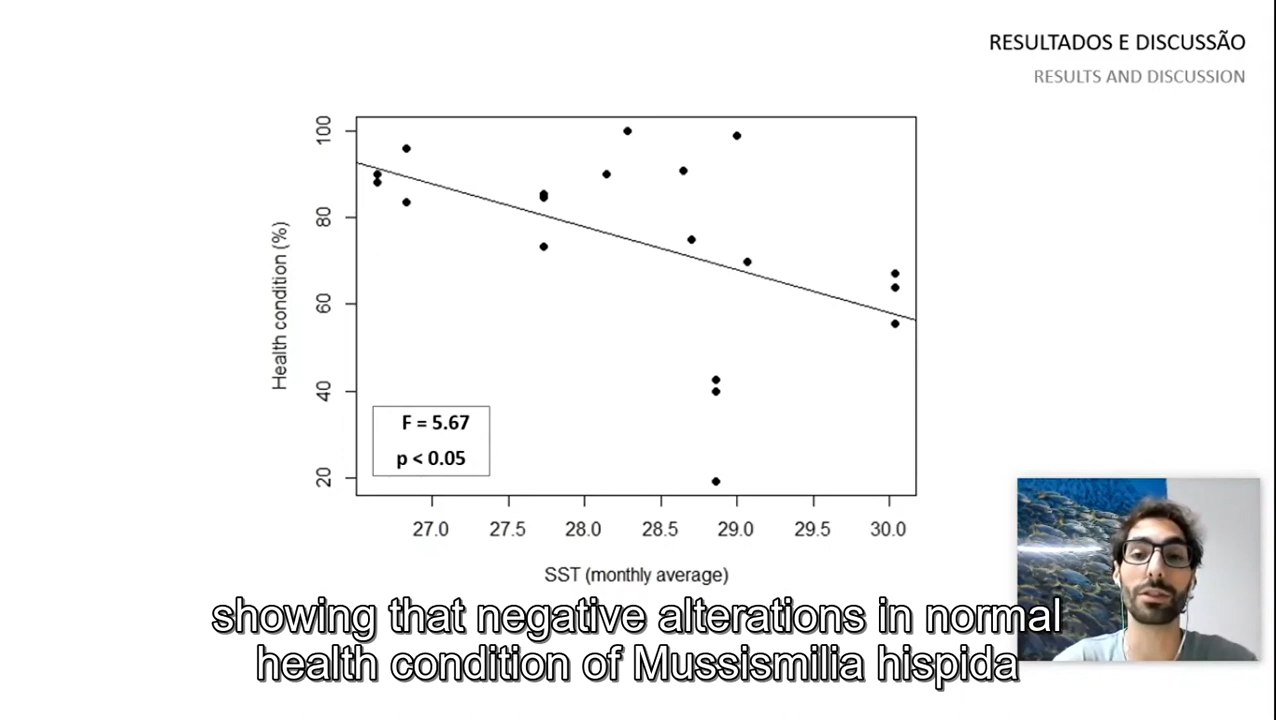 RESULTADOS E DISCUSSÃO
RESULTS AND DISCUSSION
100
80
60
40
20
Health condition (%)
F = 5.67
p < 0.05
27.0 27.5 28.0 28.5 29.0 29.5 30.0
SST (monthly average)
showing that negative alterations in normal
health condition of Mussismilia hispida